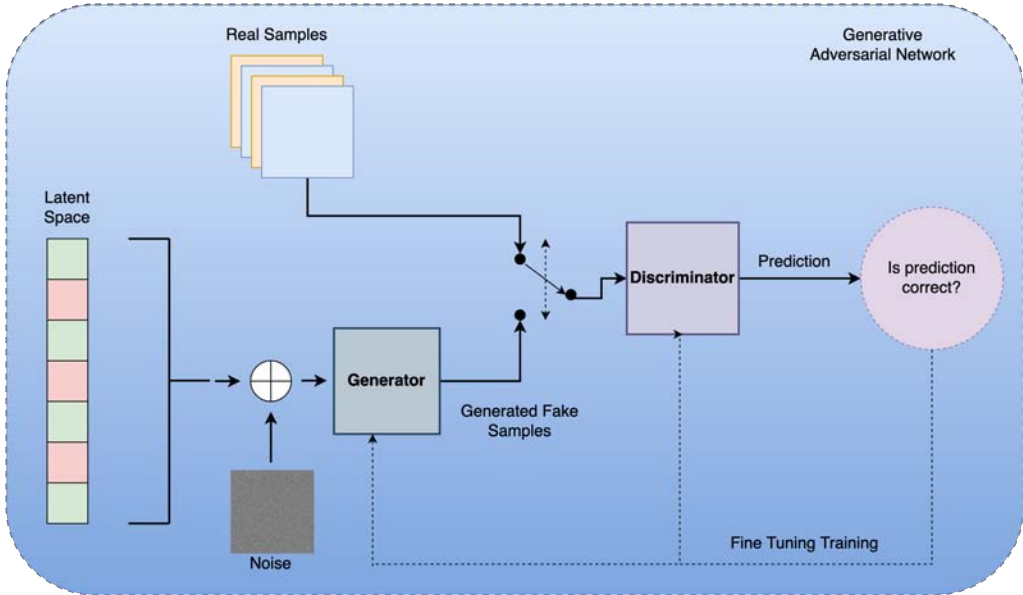 Real Samples
Generative
Adversarial Network
Latent
Space
Discriminator
Prediction
Is prediction
correct?
Generator
Generated Fake
Samples
Noise
Fine Tuning Training